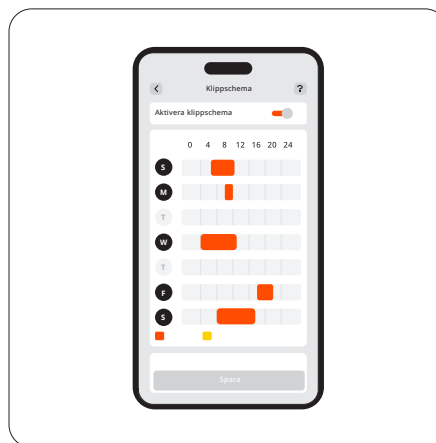 Klippschema
?
Aktivera klippschema
0 4 8 12 16 20 24
S
M
T
W
T
F
S
Spara